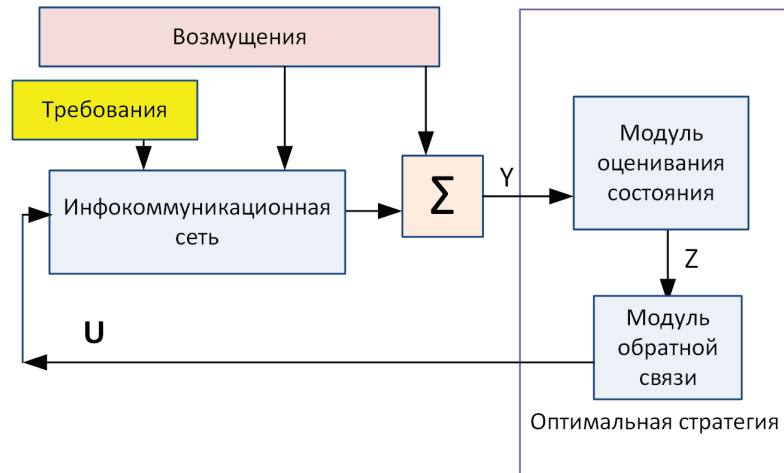 Возмущения
Требования
Инфокоммуникационная
сеть
Σ
Y
Модуль
оценивания
состояния
Z
Модуль
обратной
связи
U
Оптимальная стратегия